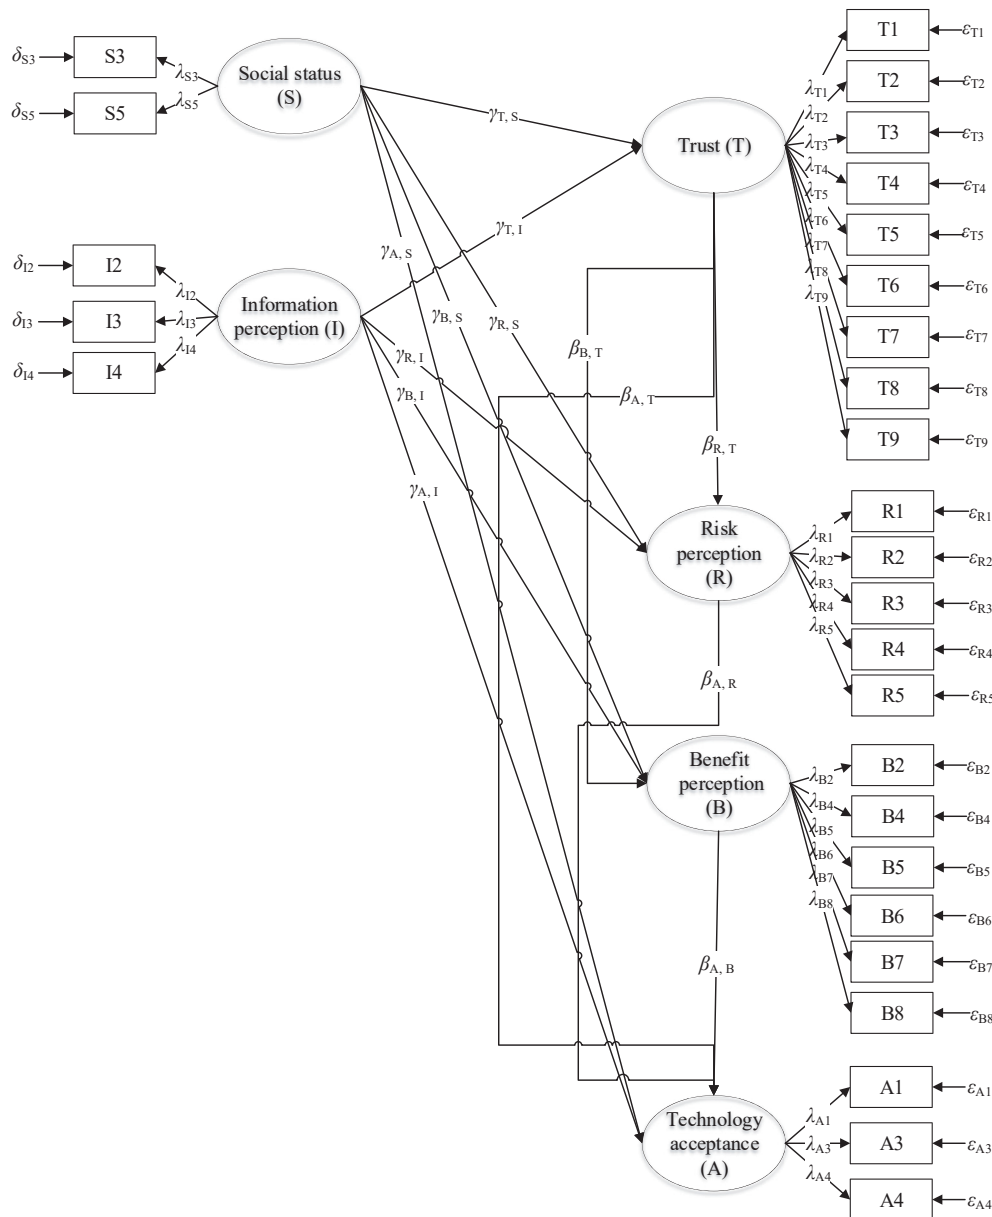 δS3
S3
λS3
δS5
S5
λS5
Social status
(S)
δI2
I2
λI2
δI3
I3
λI3
δI4
I4
λI4
Information
perception (I)
γT, S
γT, I
γA, S
γB, S
γR, S
γR, I
γB, I
γA, I
Trust (T)
βB, T
βA, T
βR, T
λT1
λT2
λT3
λT4
λT5
λT6
λT7
λT8
λT9
T1
εT1
T2
εT2
T3
εT3
T4
εT4
T5
εT5
T6
εT6
T7
εT7
T8
εT8
T9
εT9
Risk
perception
(R)
βA, R
λR1
λR2
λR3
λR4
λR5
R1
εR1
R2
εR2
R3
εR3
R4
εR4
R5
εR5
Benefit
perception
(B)
βA, B
λB2
λB4
λB5
λB6
λB7
λB8
B2
εB2
B4
εB4
B5
εB5
B6
εB6
B7
εB7
B8
εB8
Technology
acceptance
(A)
λA1
λA3
λA4
A1
εA1
A3
εA3
A4
εA4